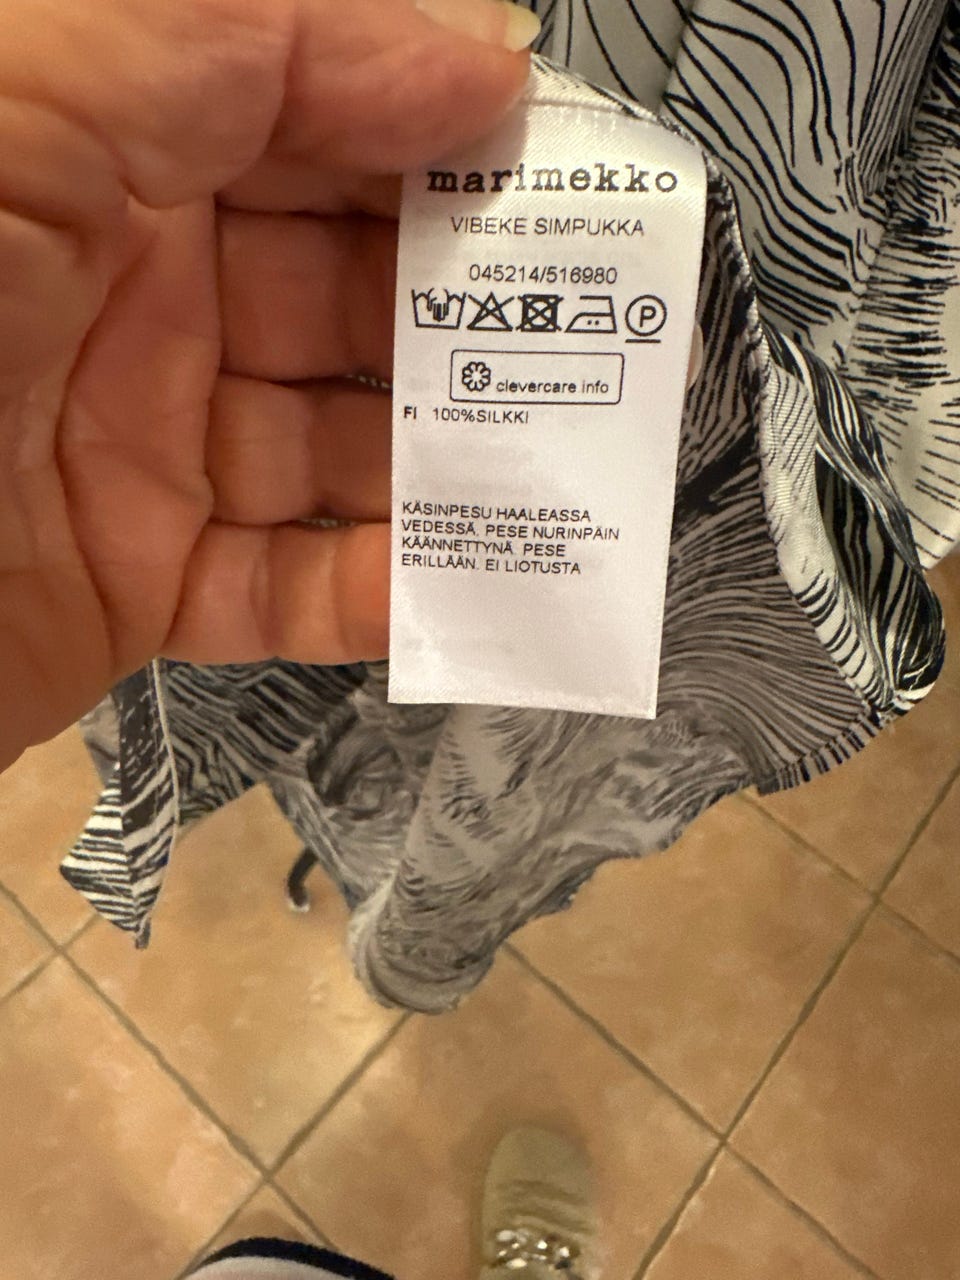 marimekko
VIBEKE SIMPUKKA
045214/516980
P
clevercare.info
FI 100%SILKKI
KÄSINPESU HAALEASSA
VEDESSÄ. PESE NURINPÄIN
KÄÄNNETTYNÄ. PESE
ERILLÄÄN. EI LIOTUSTA